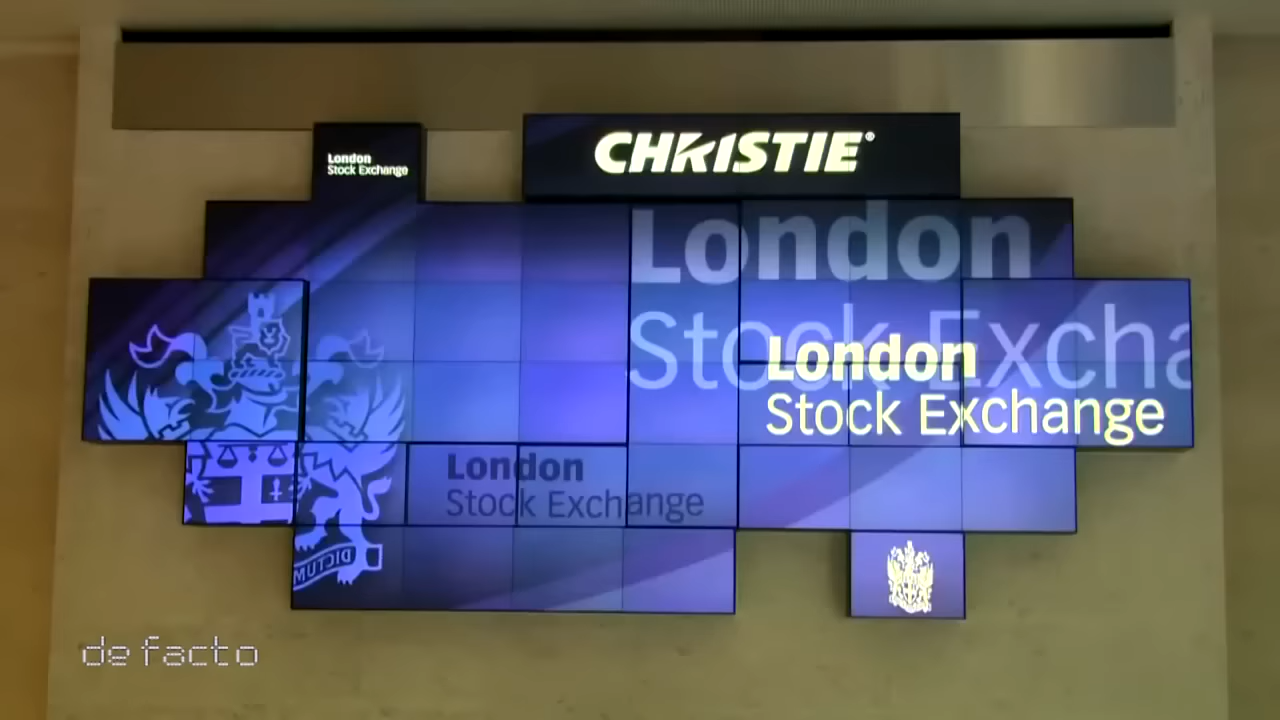 London
Stock Exchange
CHRISTIE®
London
Stock Excha
London
Stock Exchange
London
Stock Exchange
DICTUM
de facto